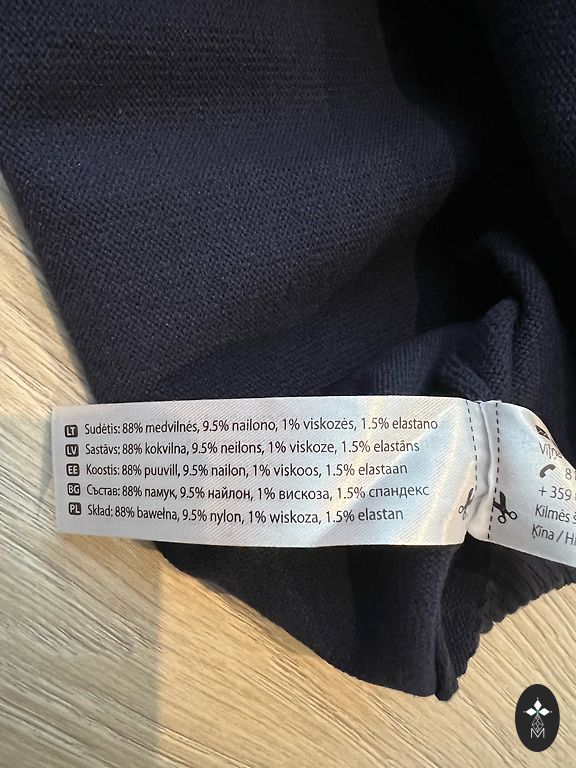 LT Sudėtis: 88% medvilnės, 9.5% nailono, 1% viskozės, 1.5% elastano
LV Sastāvs: 88% kokvilna, 9.5% neilons, 1% viskoze, 1.5% elastāns
EE Koostis: 88% puuvill, 9.5% nailon, 1% viskoos, 1.5% elastaan
BG Състав: 88% памук, 9.5% найлон, 1% вискоза, 1.5% спандекс
PL Skład: 88% bawełna, 9.5% nylon, 1% wiskoza, 1.5% elastan
8
+ 359
Kilmės
Ķīna /
M